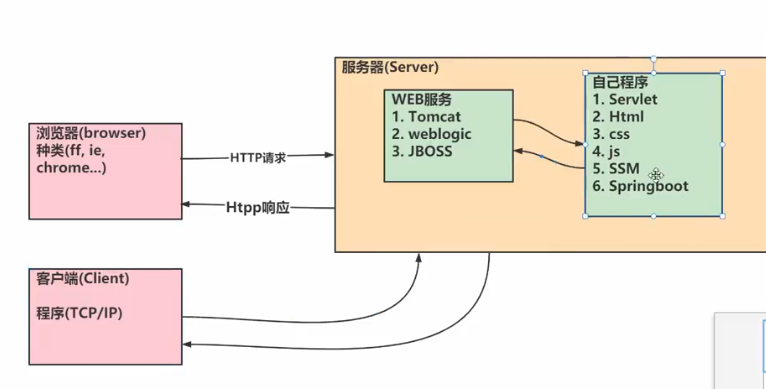 服务器(Server)
WEB服务
1. Tomcat
2. weblogic
3. JBOSS
自己程序
1. Servlet
2. Html
3. css
4. js
5. SSM
6. Springboot
浏览器(browser)
种类(ff, ie,
chrome...)
HTTP请求
Htpp响应
客户端(Client)
程序(TCP/IP)